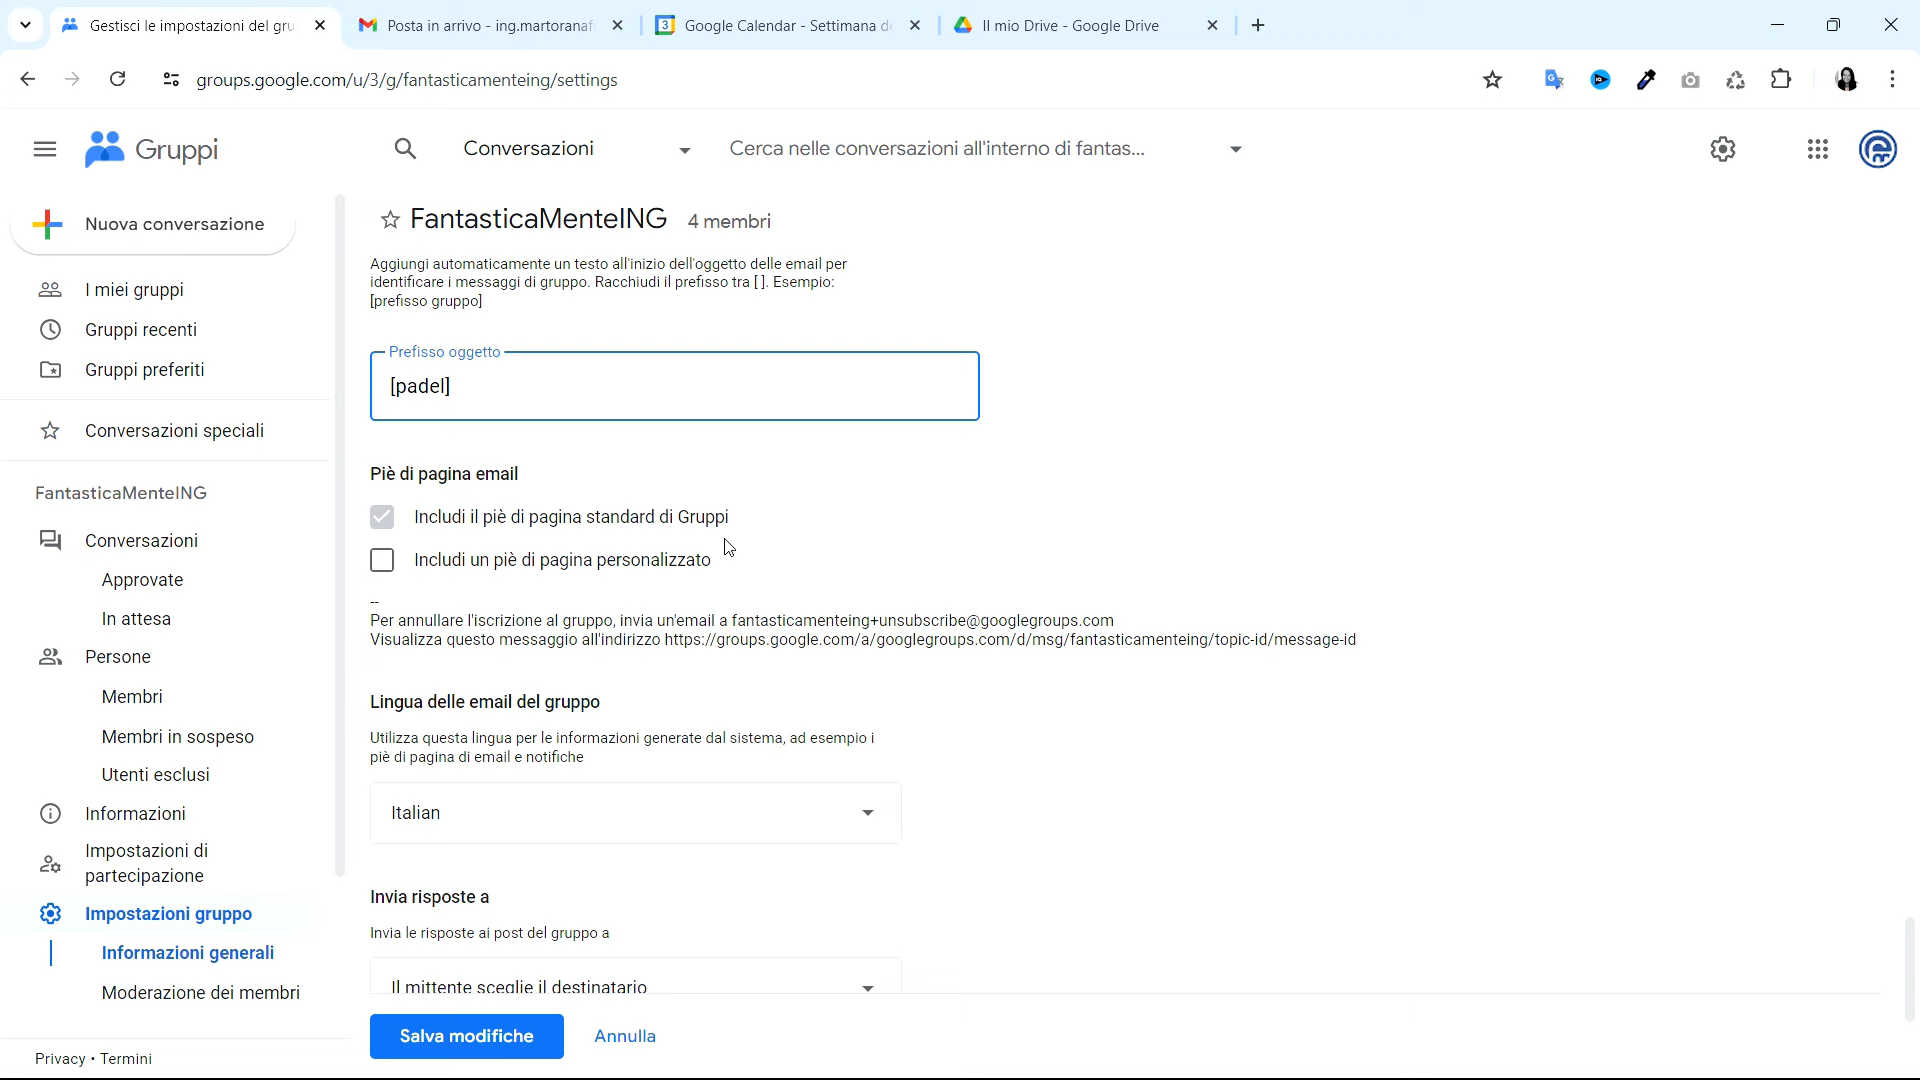 Gestisci le impostazioni del gru
Posta in arrivo - ing.martoranaf
Google Calendar - Settimana de
Il mio Drive - Google Drive
groups.google.com/u/3/g/fantasticamenteing/settings
Gruppi
Conversazioni
Cerca nelle conversazioni all'interno di fantas...
Nuova conversazione
I miei gruppi
Gruppi recenti
Gruppi preferiti
Conversazioni speciali
FantasticaMenteING
Conversazioni
Approvate
In attesa
Persone
Membri
Membri in sospeso
Utenti esclusi
Informazioni
Impostazioni di
partecipazione
Impostazioni gruppo
Informazioni generali
Moderazione dei membri
Privacy • Termini
FantasticaMenteING 4 membri
Aggiungi automaticamente un testo all'inizio dell'oggetto delle email per
identificare i messaggi di gruppo. Racchiudi il prefisso tra [ ]. Esempio:
[prefisso gruppo]
Prefisso oggetto
[padel]
Piè di pagina email
Includi il piè di pagina standard di Gruppi
Includi un piè di pagina personalizzato
--
Per annullare l'iscrizione al gruppo, invia un'email a fantasticamenteing+unsubscribe@googlegroups.com
Visualizza questo messaggio all'indirizzo https://groups.google.com/a/googlegroups.com/d/msg/fantasticamenteing/topic-id/message-id
Lingua delle email del gruppo
Utilizza questa lingua per le informazioni generate dal sistema, ad esempio i
piè di pagina di email e notifiche
Italian
Invia risposte a
Invia le risposte ai post del gruppo a
Il mittente sceglie il destinatario
Salva modifiche
Annulla